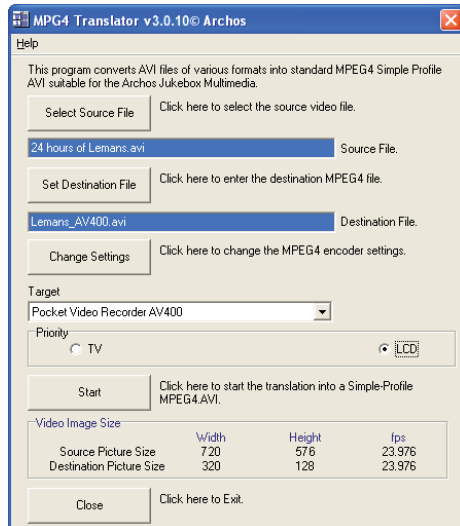 MPG4 Translator v3.0.10© Archos
Help
This program converts AVI files of various formats into standard MPEG4 Simple Profile
AVI suitable for the Archos Jukebox Multimedia.
Select Source File
Click here to select the source video file.
24 hours of Lemans.avi
Source File.
Set Destination File
Click here to enter the destination MPEG4 file.
Lemans_AV400.avi
Destination File.
Change Settings
Click here to change the MPEG4 encoder settings.
Target
Pocket Video Recorder AV400
Priority
TV
LCD
Start
Click here to start the translation into a Simple-Profile
MPEG4.AVI.
Video Image Size
Width Height fps
Source Picture Size 720 576 23.976
Destination Picture Size 320 128 23.976
Close
Click here to Exit.